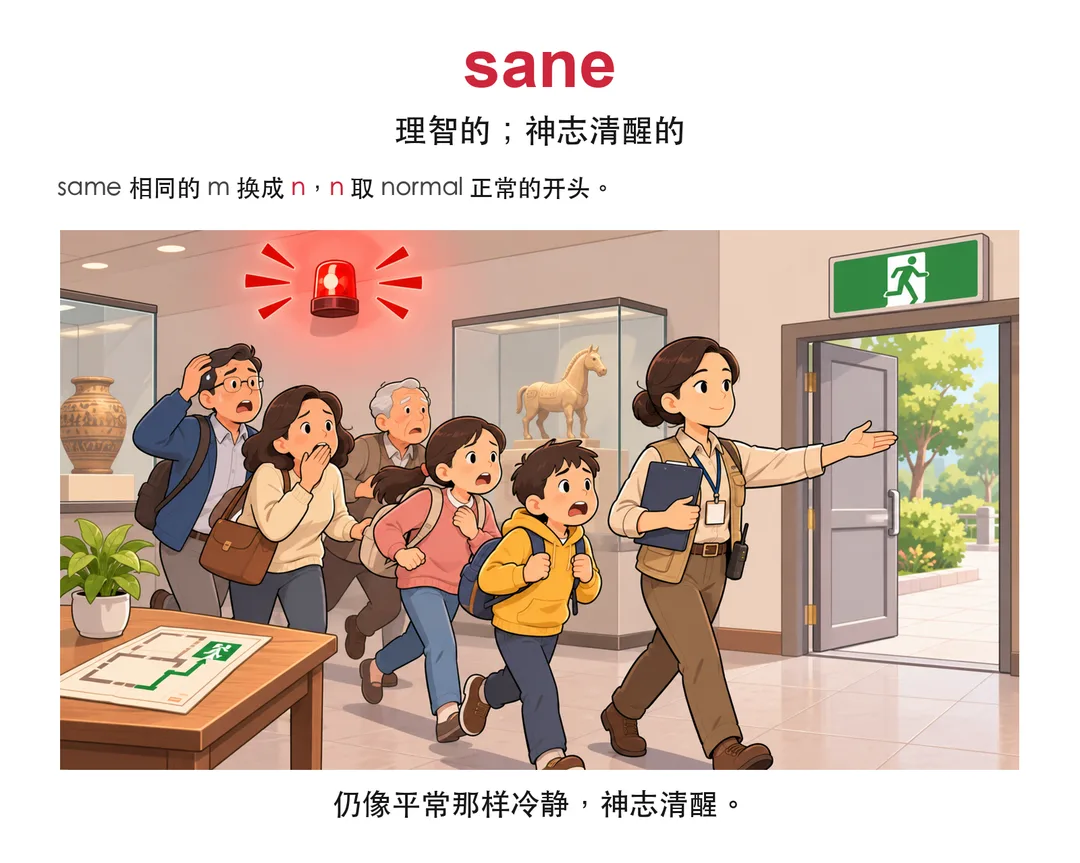 sane
理智的；神志清醒的
same 相同的 m 换成 n，n 取 normal 正常的开头。
仍像平常那样冷静，神志清醒。